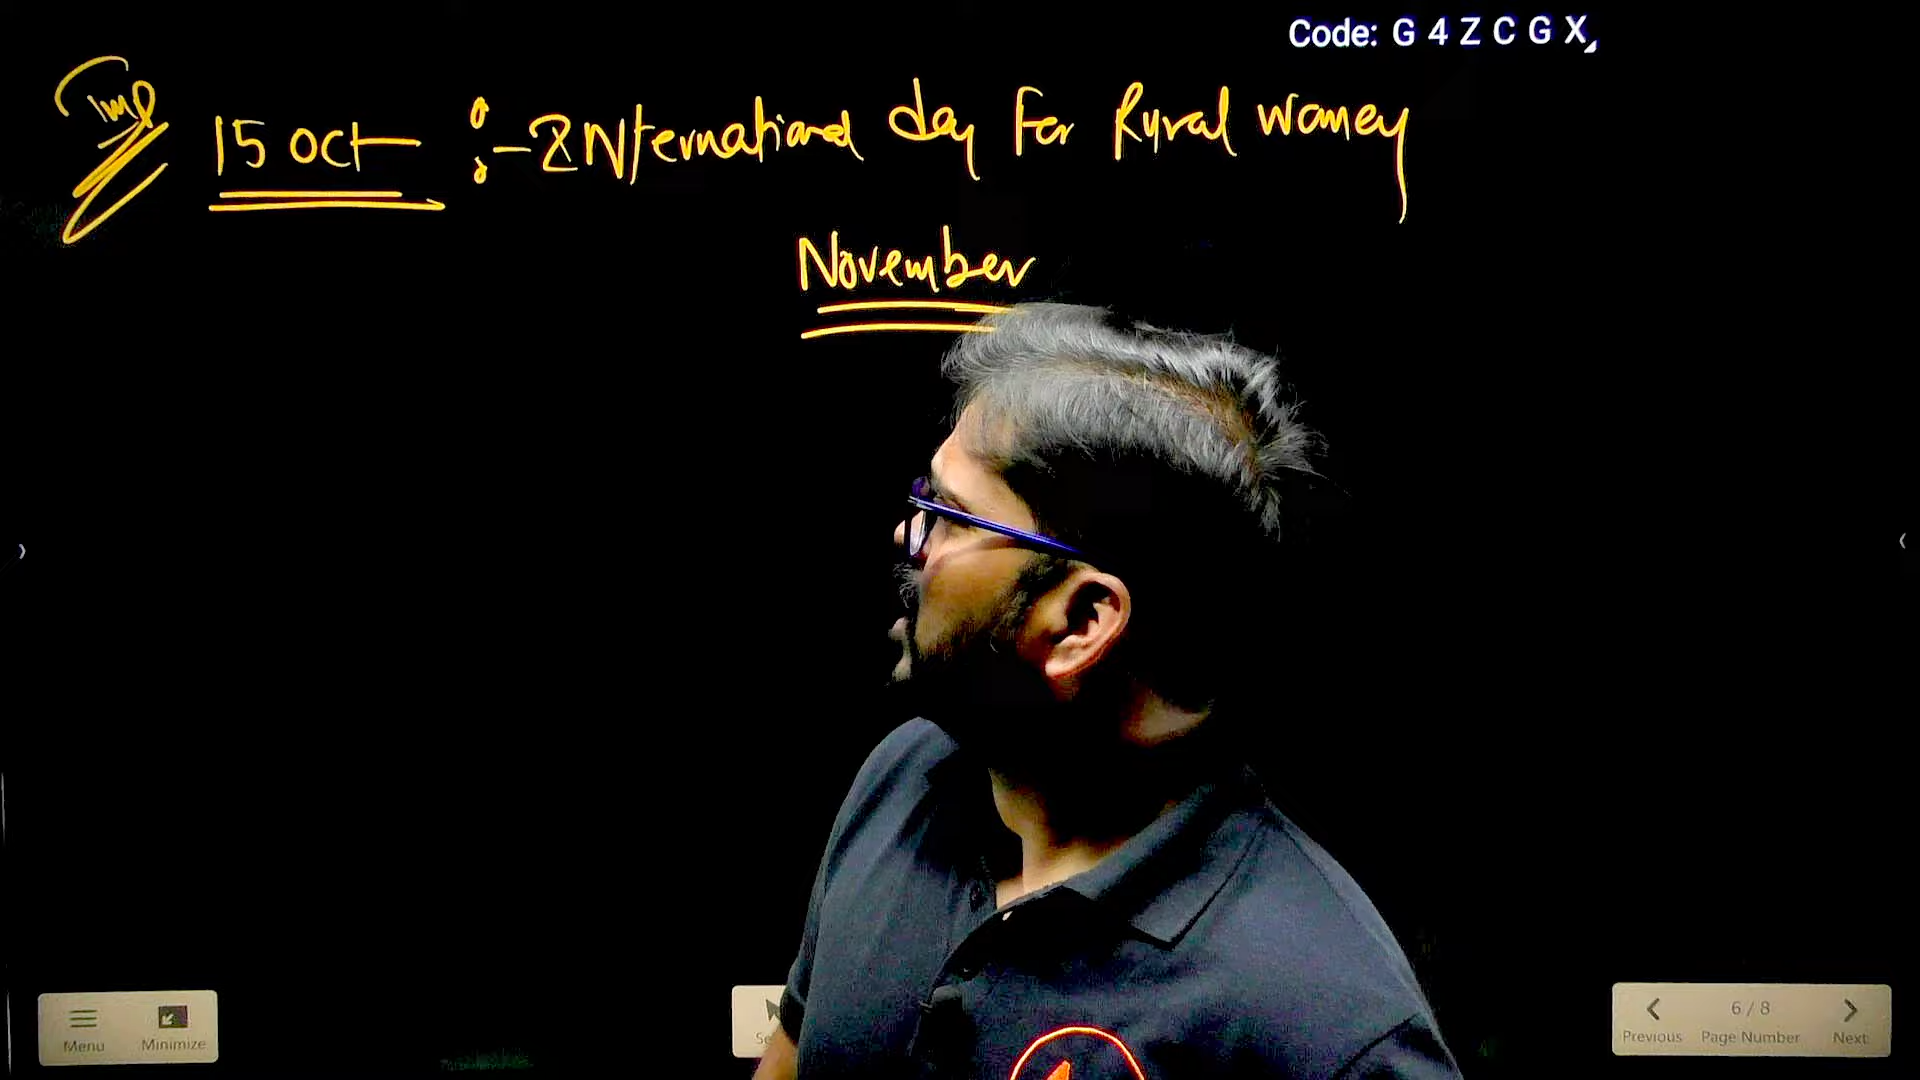 Code: G 4 Z C G X
Imp
15 Oct :- International day For Rural women
November
Menu
Minimize
Se
6 / 8
Previous
Page Number
Next